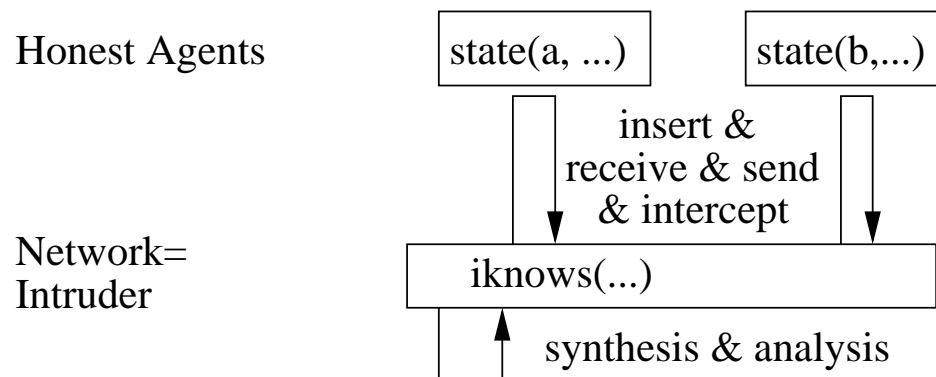 Honest Agents
state(a, ...)
state(b,...)
insert &
receive & send
& intercept
Network=
Intruder
iknows(...)
synthesis & analysis